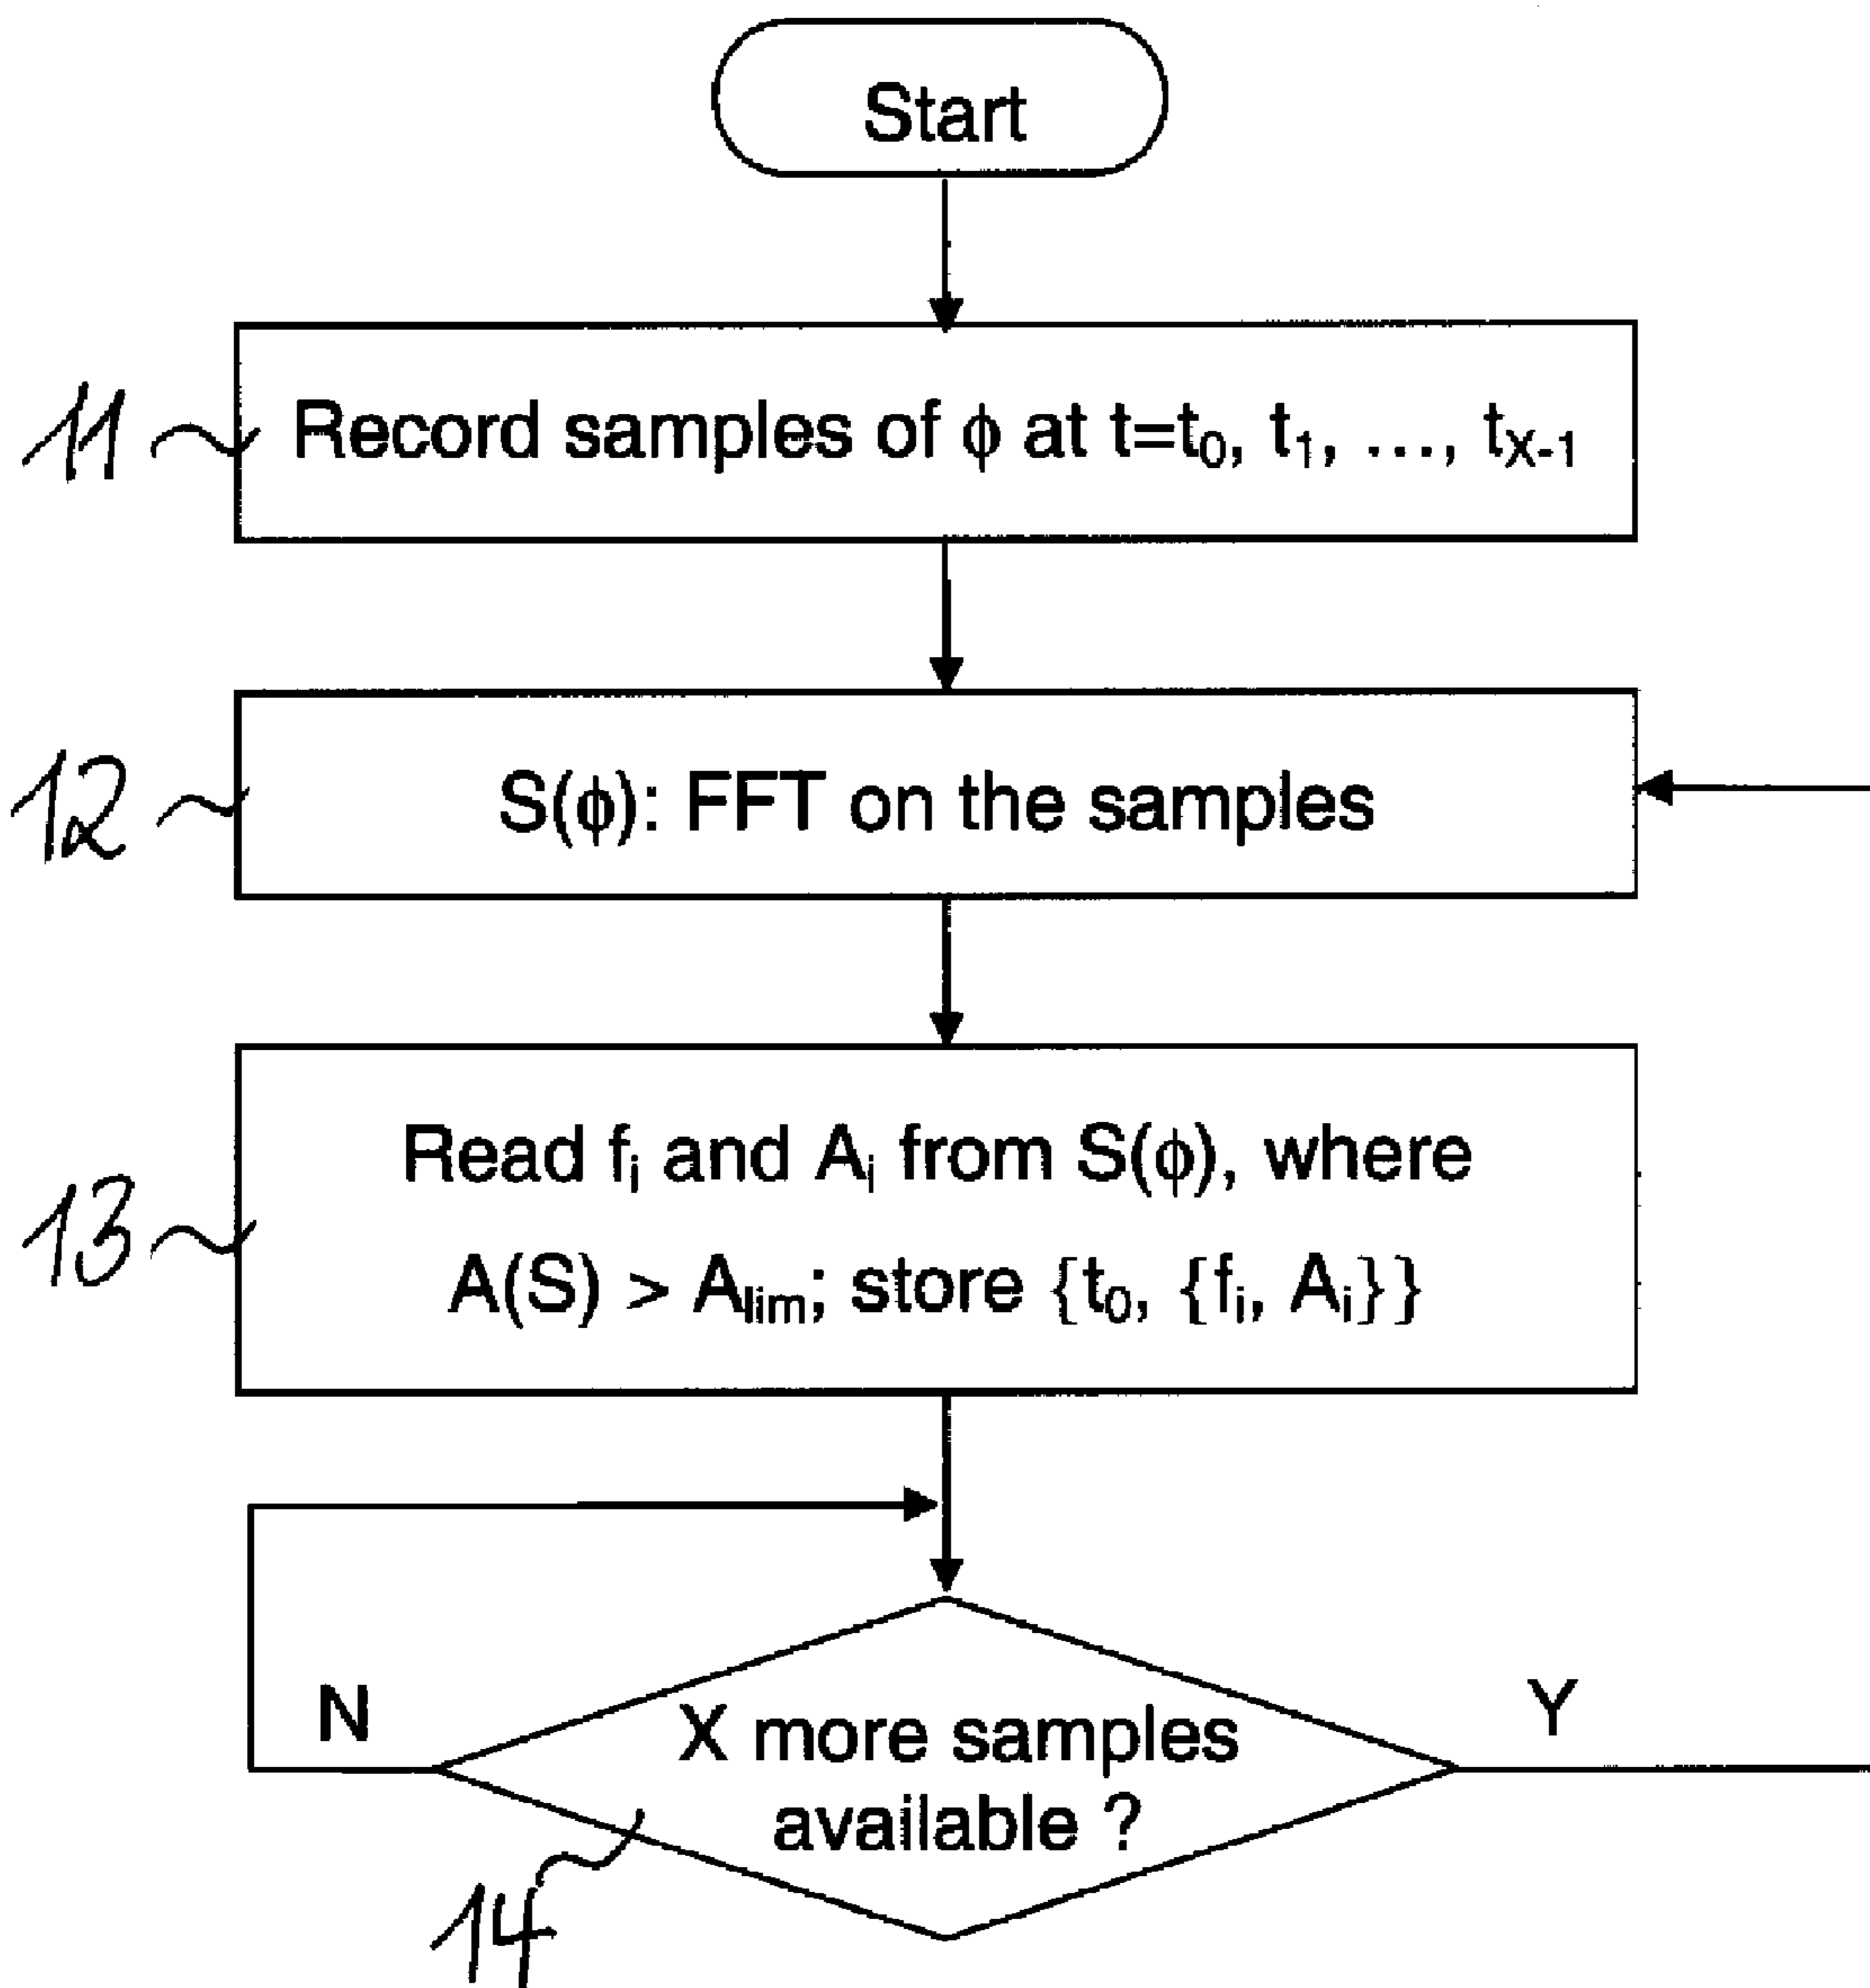 Start
11 Record samples of ϕ at t=t₀, t₁, ..., tₓ₋₁
12 S(ϕ): FFT on the samples
Read fᵢ and Aᵢ from S(ϕ), where
13 A(S) > Aₗᵢₘ; store {t₀, {fᵢ, Aᵢ}}
N X more samples Y
available ?
14